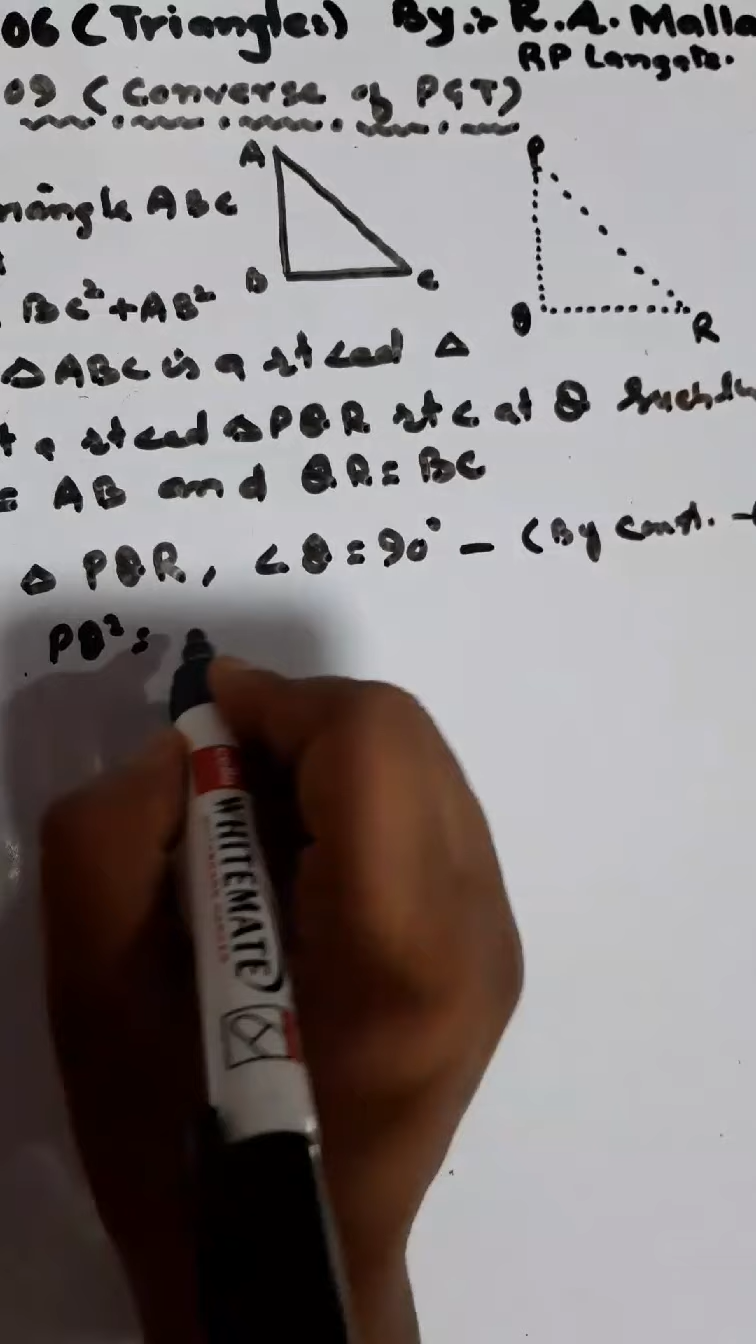 06 (Triangles) By:- R.A. Malla
RP Langate.
09 (Converse of PGT)
A
P
riangle ABC
B
C
BC²+AB²
Q
R
∆ ABC is a rt ∠ed ∆
a rt ∠ed ∆PQR rt ∠ at Q such
= AB and QR = BC
∆ PQR, ∠Q = 90° - (By const.
PQ² =
WHITEMATE